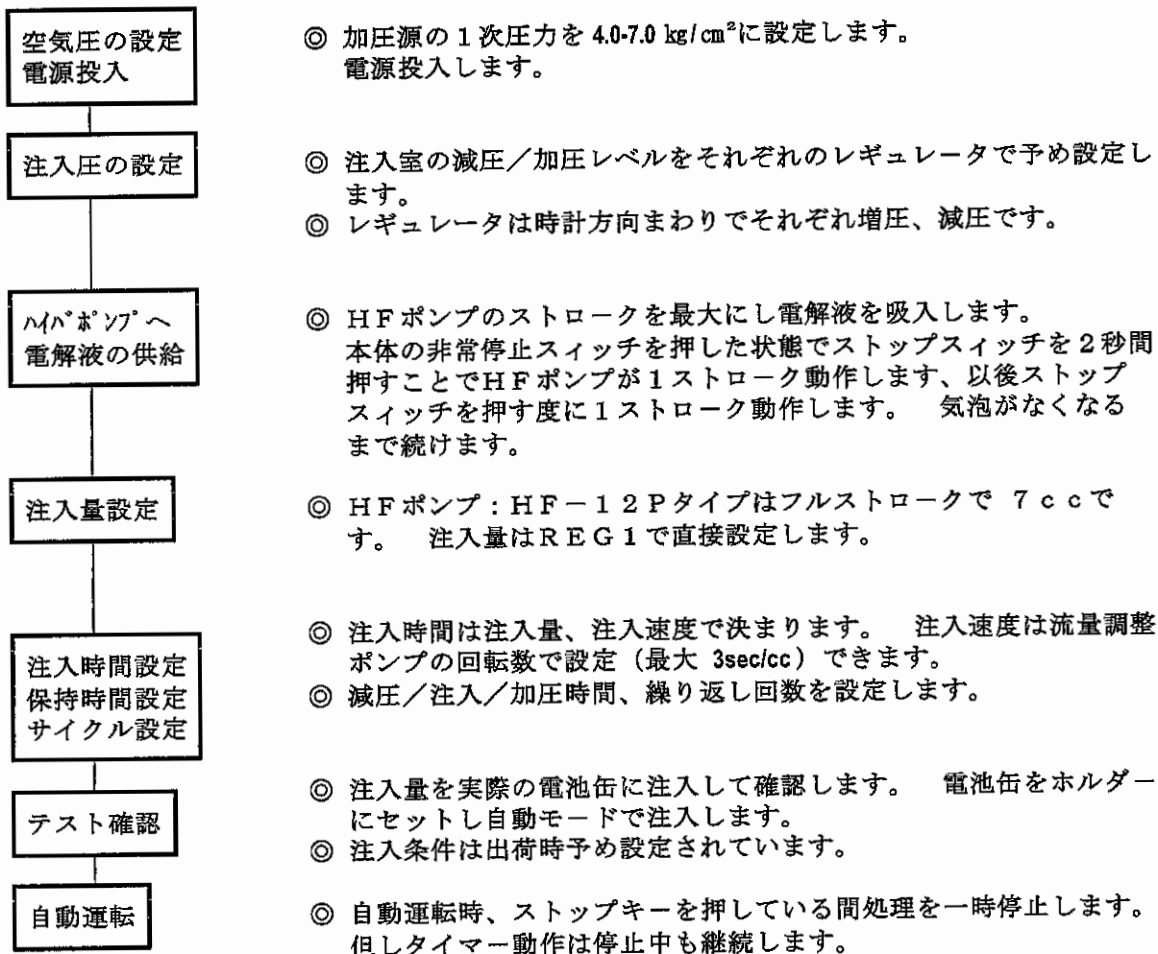 空気圧の設定
電源投入
◎ 加圧源の１次圧力を 4.0-7.0 kg/cm²に設定します。
電源投入します。
注入圧の設定
◎ 注入室の減圧／加圧レベルをそれぞれのレギュレータで予め設定し
ます。
◎ レギュレータは時計方向まわりでそれぞれ増圧、減圧です。
ﾊｲﾊﾞﾎﾟﾝﾌﾟへ
電解液の供給
◎ ＨＦポンプのストロークを最大にし電解液を吸入します。
本体の非常停止スィッチを押した状態でストップスィッチを２秒間
押すことでＨＦポンプが１ストローク動作します、以後ストップ
スィッチを押す度に１ストローク動作します。　気泡がなくなる
まで続けます。
注入量設定
◎ ＨＦポンプ：ＨＦ－１２Ｐタイプはフルストロークで ７ｃｃで
す。　注入量はＲＥＧ１で直接設定します。
注入時間設定
保持時間設定
サイクル設定
◎ 注入時間は注入量、注入速度で決まります。　注入速度は流量調整
ポンプの回転数で設定（最大 3sec/cc）できます。
◎ 減圧／注入／加圧時間、繰り返し回数を設定します。
テスト確認
◎ 注入量を実際の電池缶に注入して確認します。　電池缶をホルダー
にセットし自動モードで注入します。
◎ 注入条件は出荷時予め設定されています。
自動運転
◎ 自動運転時、ストップキーを押している間処理を一時停止します。
但しタイマー動作は停止中も継続します。